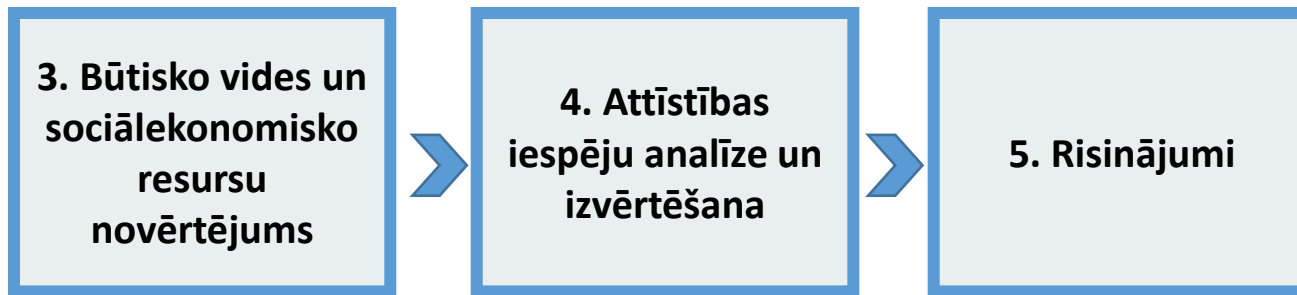 3. Būtisko vides un
sociālekonomisko
resursu
novērtējums
4. Attīstības
iespēju analīze un
izvērtēšana
5. Risinājumi